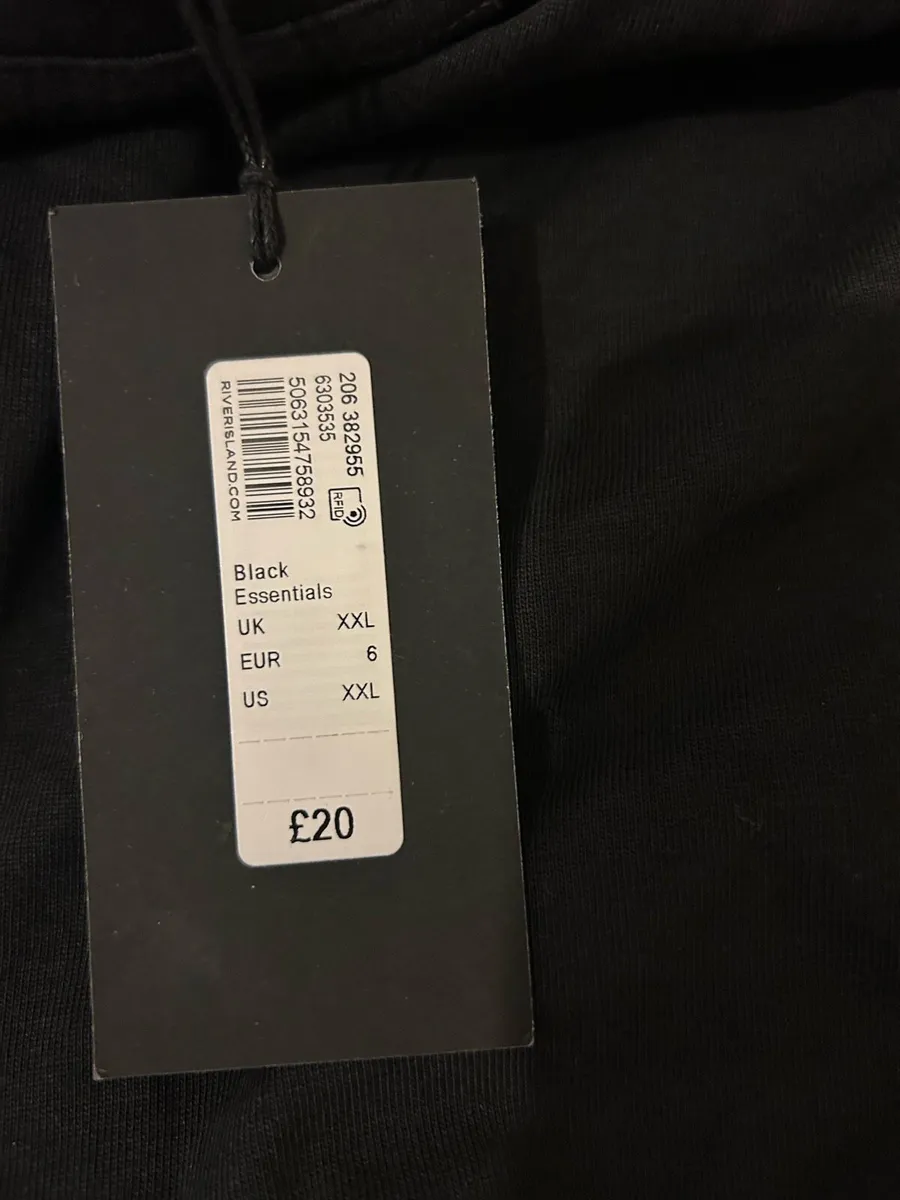 206 382955
6303535
RFID
5063154758932
RIVERISLAND.COM
Black
Essentials
UK XXL
EUR 6
US XXL
£20